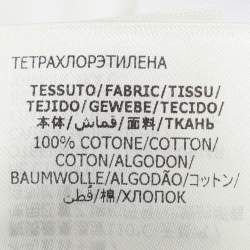 ТЕТРАХЛОРЭТИЛЕНА
TESSUTO/FABRIC/TISSU/
TEJIDO/GEWEBE/TECIDO/
本体/قماش/面料/ТКАНЬ
100% COTONE/COTTON/
COTON/ALGODON/
BAUMWOLLE/ALGODÃO/コットン/
قُطن/棉/ХЛОПОК